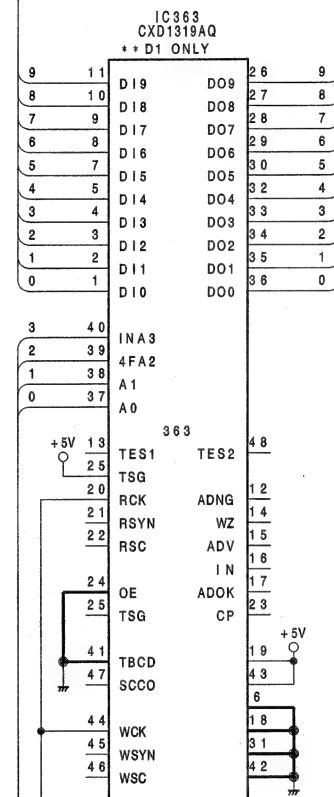 IC363
CXD1319AQ
**D1 ONLY
9 11 DI9 DO9 26 9
8 10 DI8 DO8 27 8
7 9 DI7 DO7 28 7
6 8 DI6 DO6 29 6
5 7 DI5 DO5 30 5
4 5 DI4 DO4 32 4
3 4 DI3 DO3 33 3
2 3 DI2 DO2 34 2
1 2 DI1 DO1 35 1
0 1 DI0 DO0 36 0
3 40 INA3
2 39 4FA2
1 38 A1
0 37 A0
363
+5V 13 TES1 TES2 48
25 TSG
20 RCK ADNG 12
21 RSYN WZ 14
22 RSC ADV 15
IN 16
24 OE ADOK 17
25 TSG CP 23
+5V
41 TBCD 19
47 SCCO 43
6
44 WCK 18
45 WSYN 31
46 WSC 42